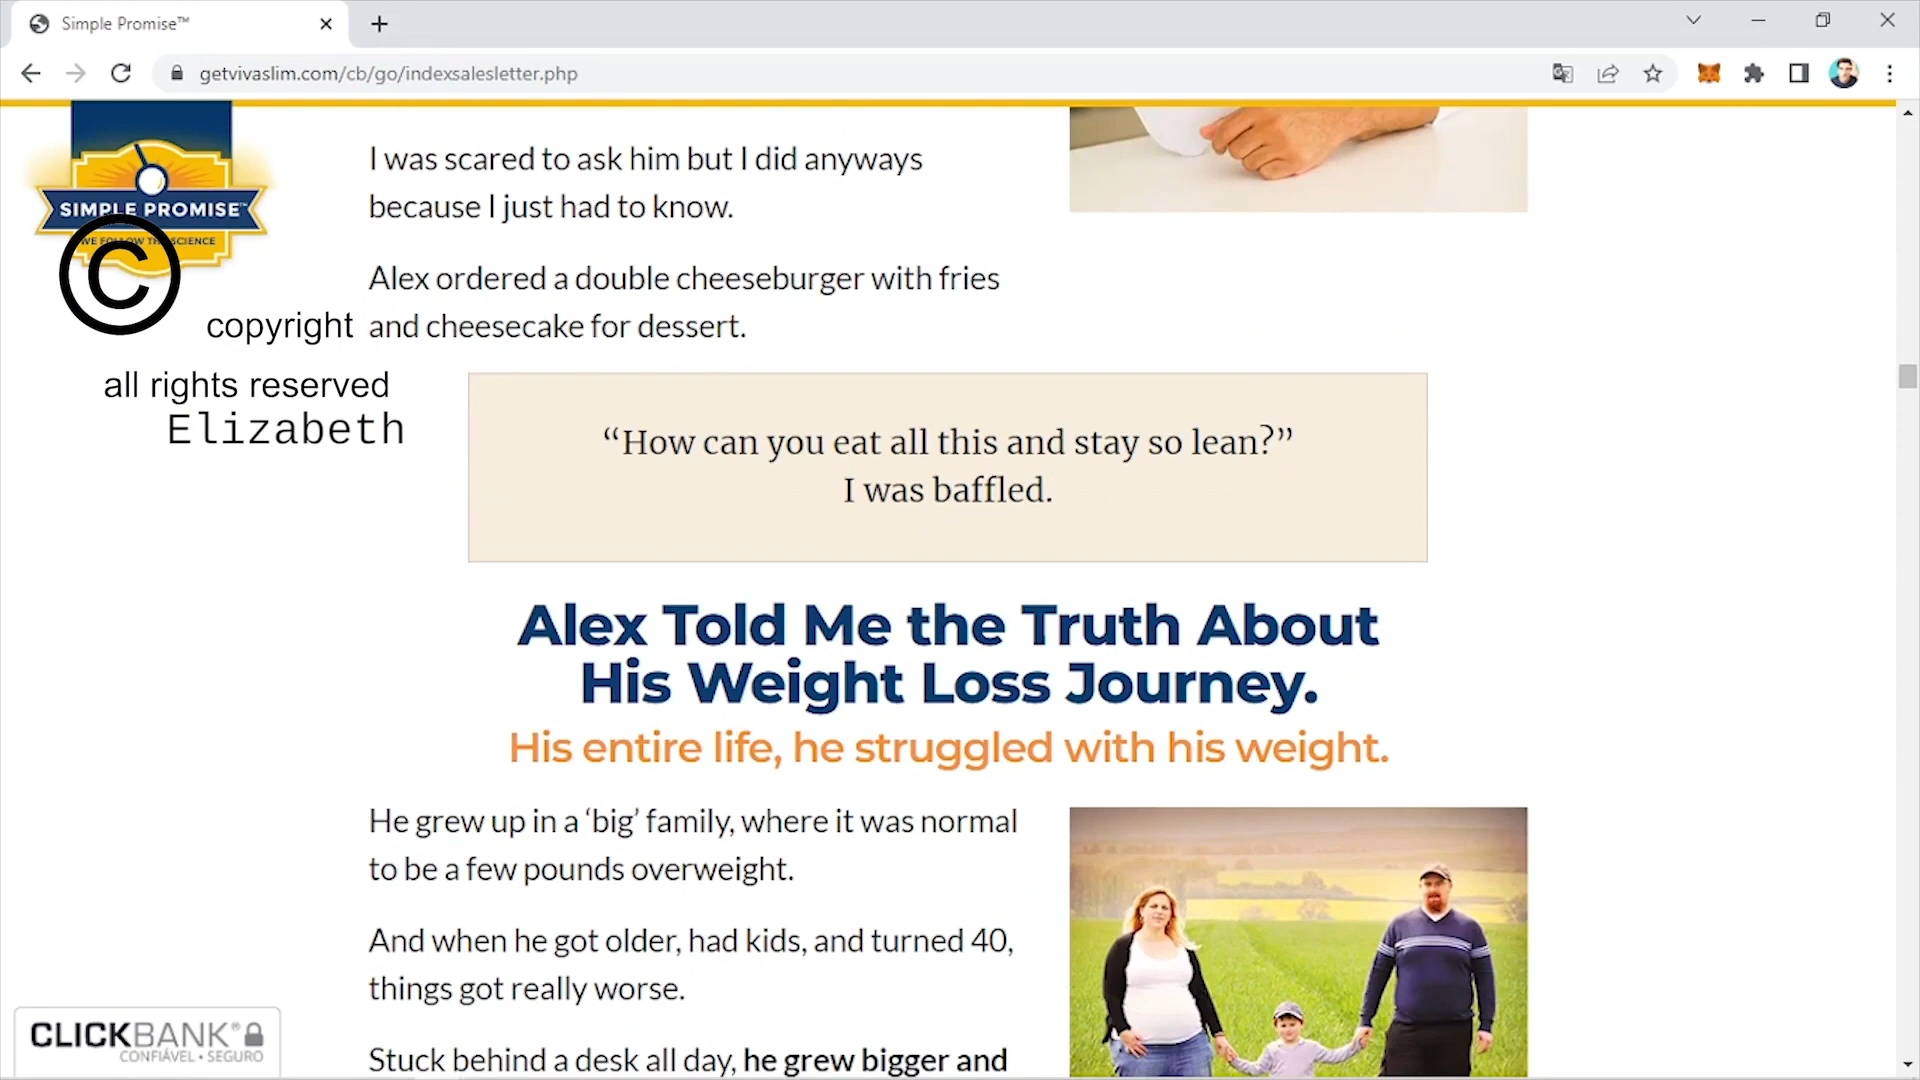 Simple Promise™
getvivaslim.com/cb/go/indexsalesletter.php
SIMPLE PROMISE™
WE FOLLOW THE SCIENCE
I was scared to ask him but I did anyways
because I just had to know.
Alex ordered a double cheeseburger with fries
and cheesecake for dessert.
©
copyright
all rights reserved
Elizabeth
“How can you eat all this and stay so lean?”
I was baffled.
Alex Told Me the Truth About
His Weight Loss Journey.
His entire life, he struggled with his weight.
He grew up in a ‘big’ family, where it was normal
to be a few pounds overweight.
And when he got older, had kids, and turned 40,
things got really worse.
Stuck behind a desk all day, he grew bigger and
CLICKBANK®
CONFIÁVEL • SEGURO